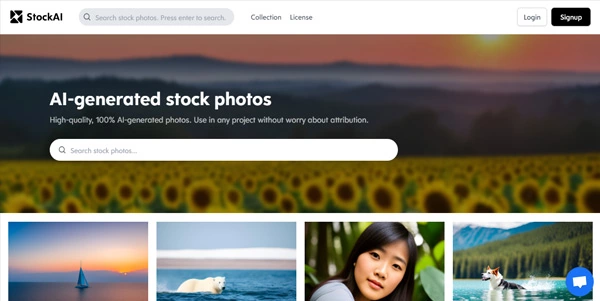 StockAI
Search stock photos. Press enter to search.
Collection
License
Login
Signup
AI-generated stock photos
High-quality, 100% AI-generated photos. Use in any project without worry about attribution.
Search stock photos...